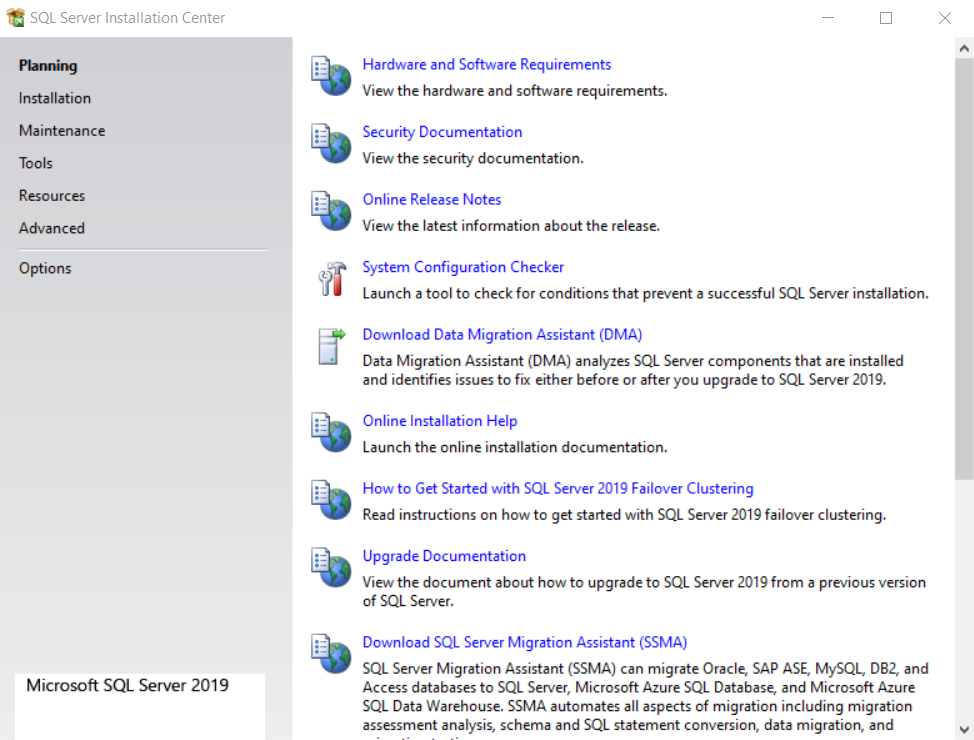 SQL Server Installation Center
Planning
Installation
Maintenance
Tools
Resources
Advanced
Options
Microsoft SQL Server 2019
Hardware and Software Requirements
View the hardware and software requirements.
Security Documentation
View the security documentation.
Online Release Notes
View the latest information about the release.
System Configuration Checker
Launch a tool to check for conditions that prevent a successful SQL Server installation.
Download Data Migration Assistant (DMA)
Data Migration Assistant (DMA) analyzes SQL Server components that are installed
and identifies issues to fix either before or after you upgrade to SQL Server 2019.
Online Installation Help
Launch the online installation documentation.
How to Get Started with SQL Server 2019 Failover Clustering
Read instructions on how to get started with SQL Server 2019 failover clustering.
Upgrade Documentation
View the document about how to upgrade to SQL Server 2019 from a previous version
of SQL Server.
Download SQL Server Migration Assistant (SSMA)
SQL Server Migration Assistant (SSMA) can migrate Oracle, SAP ASE, MySQL, DB2, and
Access databases to SQL Server, Microsoft Azure SQL Database, and Microsoft Azure
SQL Data Warehouse. SSMA automates all aspects of migration including migration
assessment analysis, schema and SQL statement conversion, data migration, and